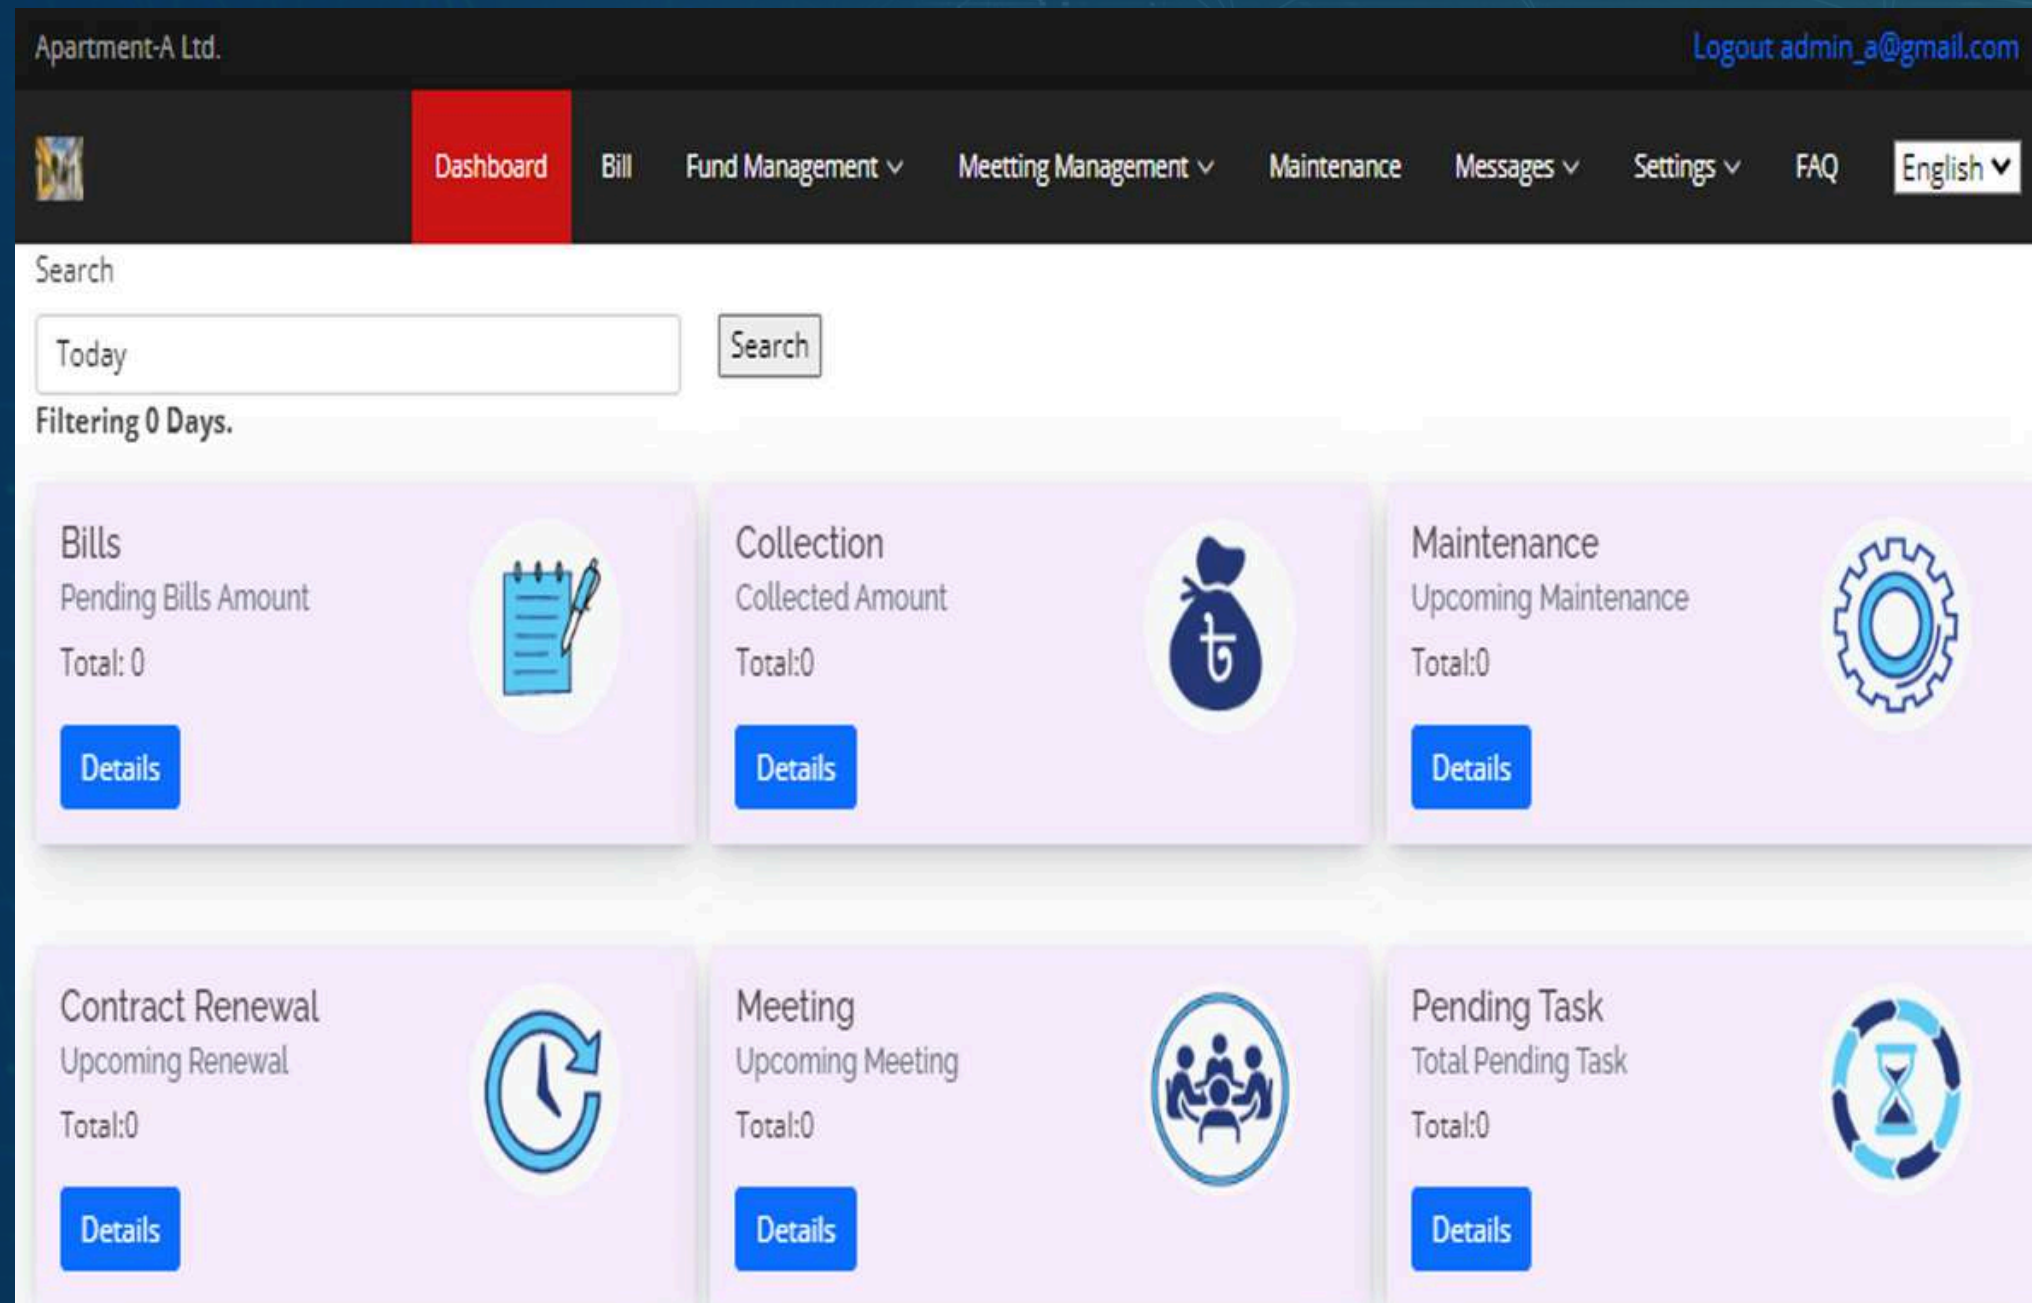 Apartment-A Ltd.
Logout admin_a@gmail.com
Dashboard Bill Fund Management Meetting Management Maintenance Messages Settings FAQ English
Search
Today Search
Filtering 0 Days.
Bills
Pending Bills Amount
Total: 0
Details
Collection
Collected Amount
Total:0
৳
Details
Maintenance
Upcoming Maintenance
Total:0
Details
Contract Renewal
Upcoming Renewal
Total:0
Details
Meeting
Upcoming Meeting
Total:0
Details
Pending Task
Total Pending Task
Total:0
Details